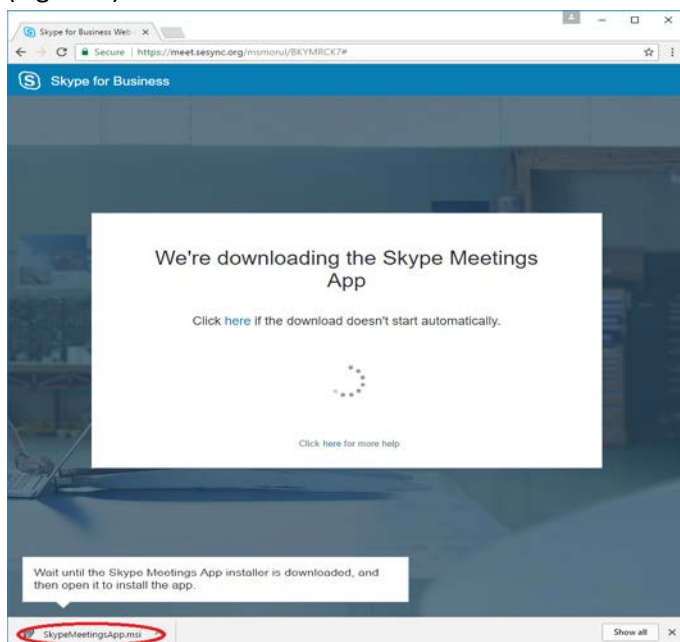 Skype for Business Web
Secure | https://meet.sesync.org/msmorul/BKYMRCK7#
Skype for Business
We're downloading the Skype Meetings
App
Click here if the download doesn't start automatically.
Click here for more help
Wait until the Skype Meetings App installer is downloaded, and
then open it to install the app.
SkypeMeetingsApp.msi
Show all